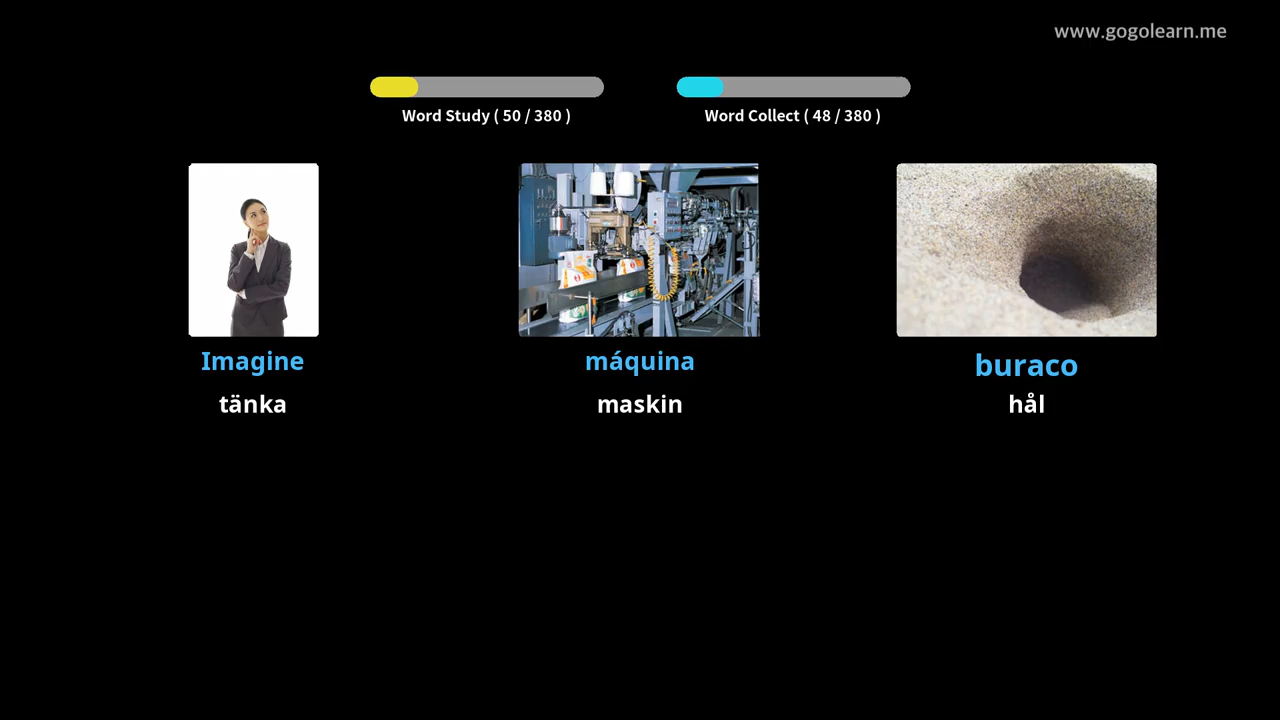 www.gogolearn.me
Word Study ( 50 / 380 )
Word Collect ( 48 / 380 )
Imagine
máquina
buraco
tänka
maskin
hål